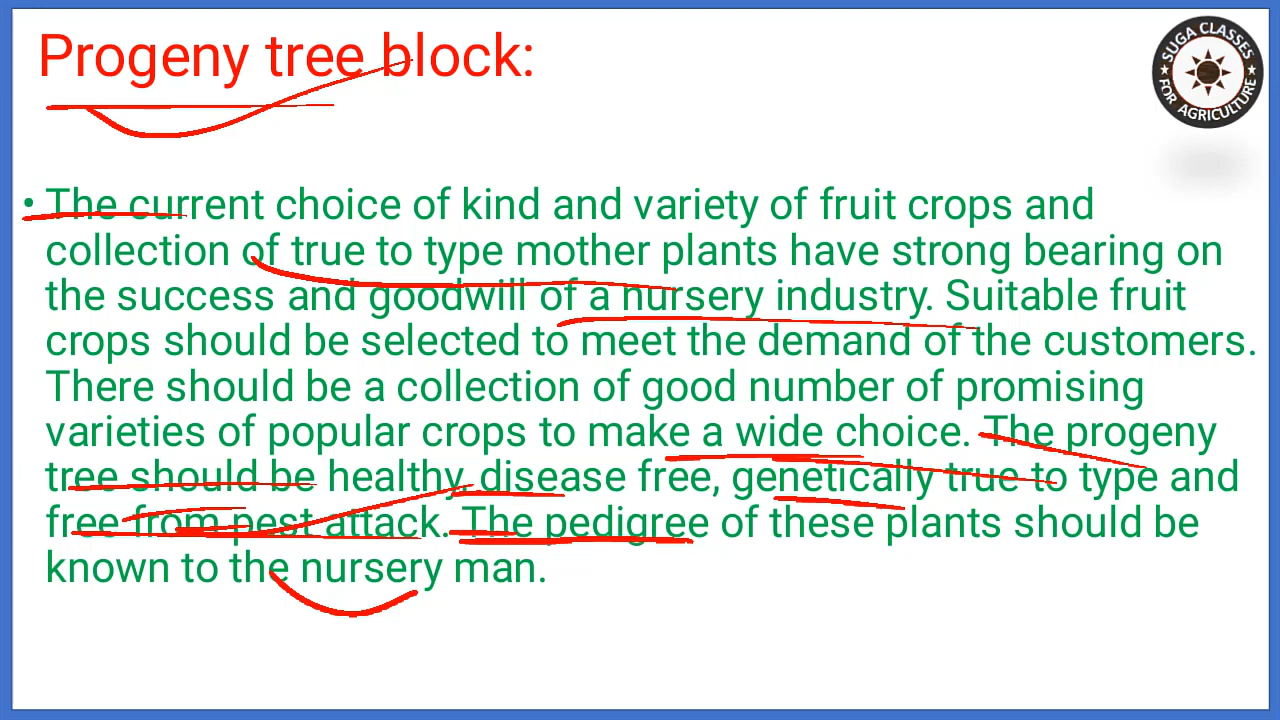 Progeny tree block:
SUGA CLASSES
FOR AGRICULTURE
• The current choice of kind and variety of fruit crops and
collection of true to type mother plants have strong bearing on
the success and goodwill of a nursery industry. Suitable fruit
crops should be selected to meet the demand of the customers.
There should be a collection of good number of promising
varieties of popular crops to make a wide choice. The progeny
tree should be healthy, disease free, genetically true to type and
free from pest attack. The pedigree of these plants should be
known to the nursery man.